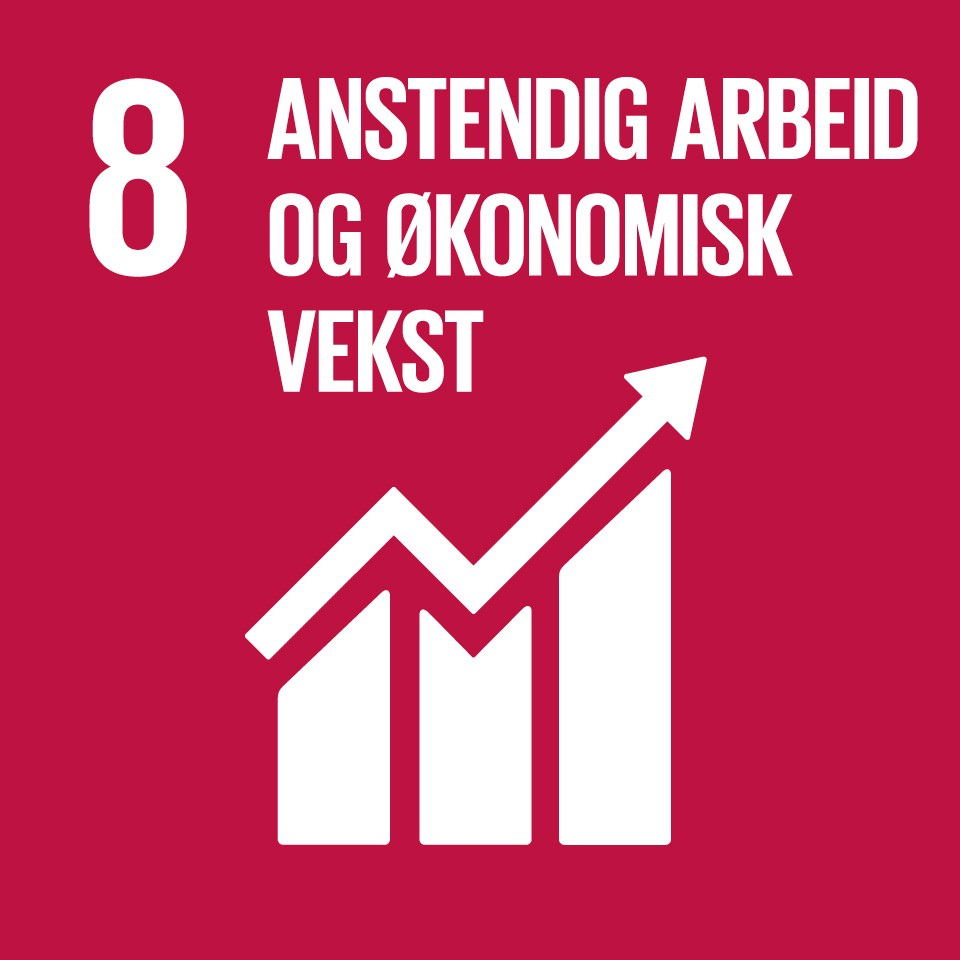 8
ANSTENDIG ARBEID
OG ØKONOMISK
VEKST